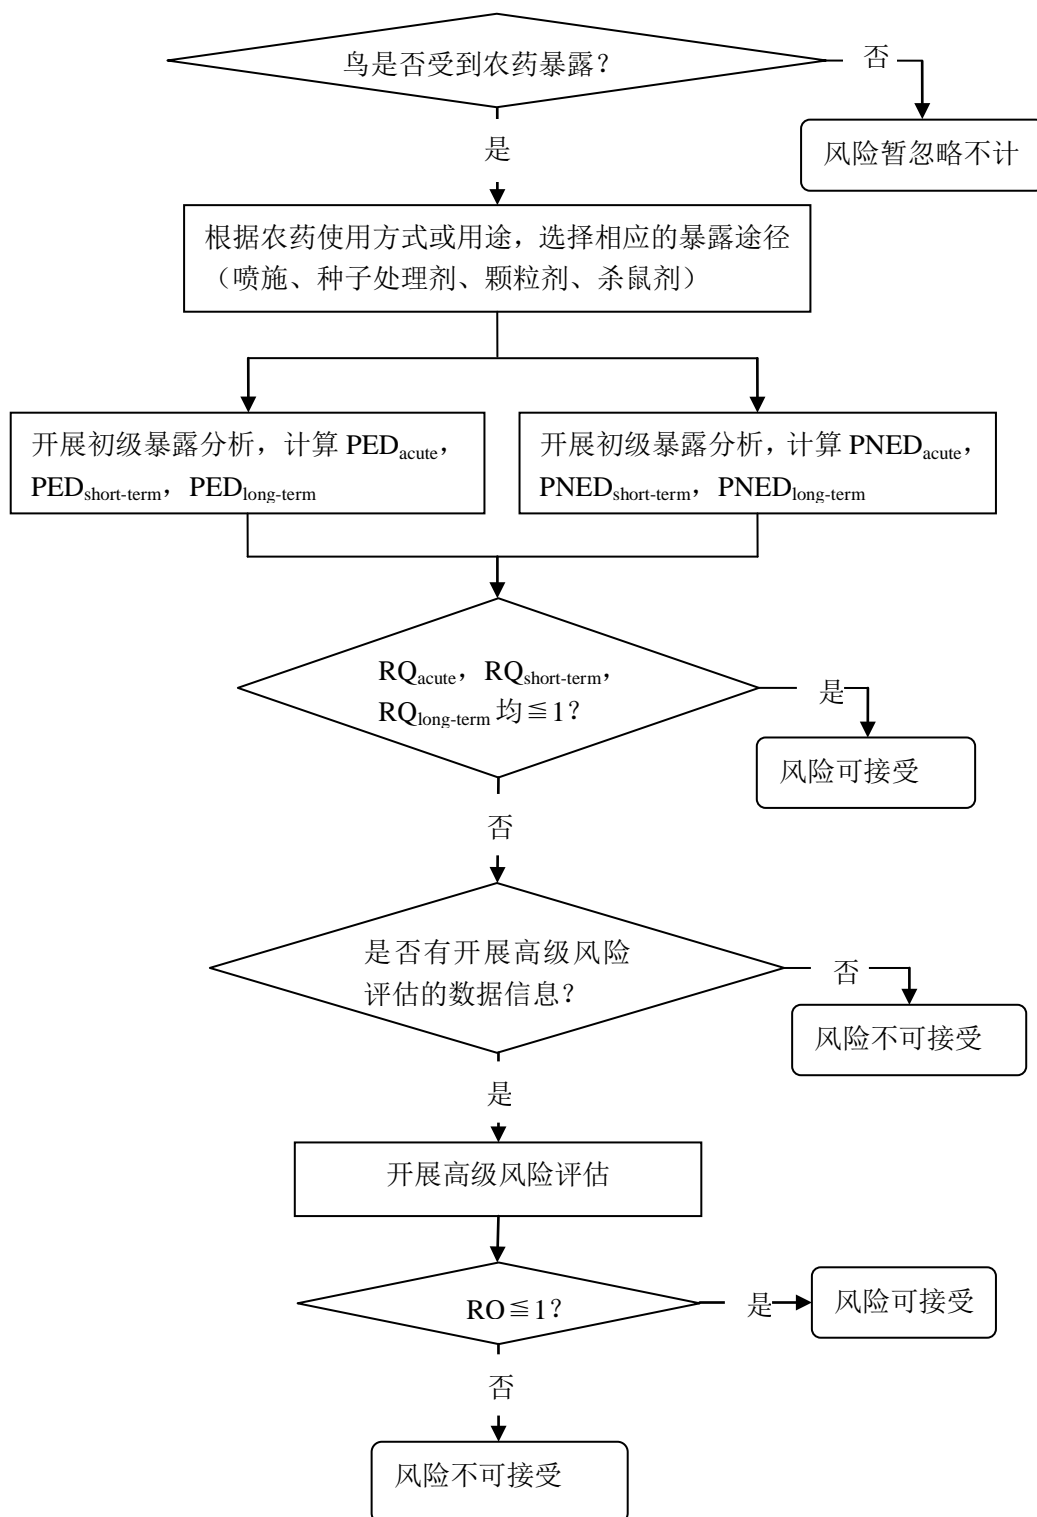 鸟是否受到农药暴露？
否
风险暂忽略不计
是
根据农药使用方式或用途，选择相应的暴露途径
（喷施、种子处理剂、颗粒剂、杀鼠剂）
开展初级暴露分析，计算 PEDacute，
PEDshort-term，PEDlong-term
开展初级暴露分析，计算 PNEDacute，
PNEDshort-term，PNEDlong-term
RQacute，RQshort-term，
RQlong-term 均≦1？
是
风险可接受
否
是否有开展高级风险
评估的数据信息？
否
风险不可接受
是
开展高级风险评估
RQ≦1？
是
风险可接受
否
风险不可接受